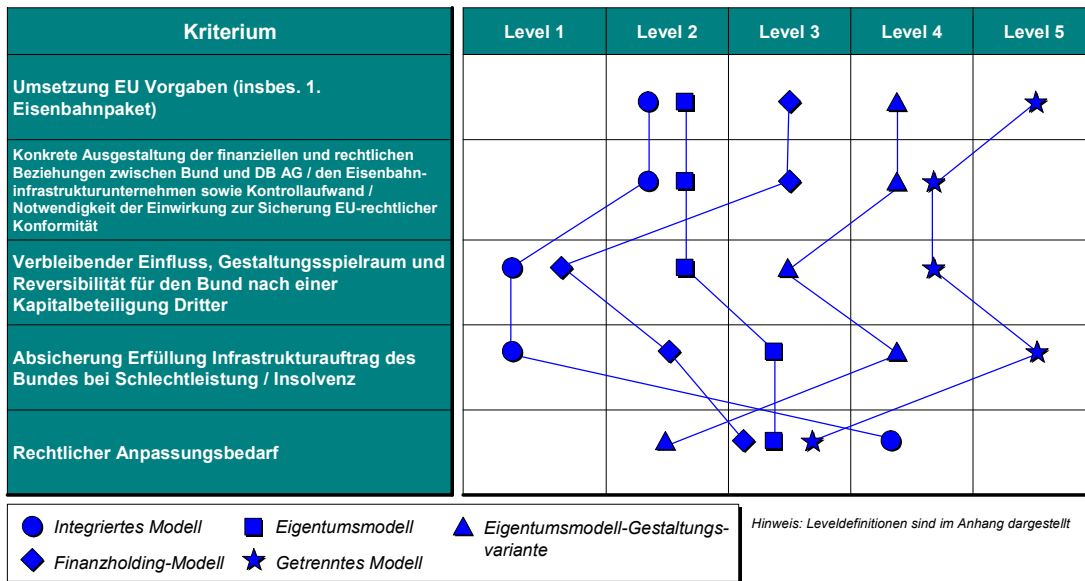 Kriterium
Level 1
Level 2
Level 3
Level 4
Level 5
Umsetzung EU Vorgaben (insbes. 1.
Eisenbahnpaket)
Konkrete Ausgestaltung der finanziellen und rechtlichen
Beziehungen zwischen Bund und DB AG / den Eisenbahn-
infrastrukturunternehmen sowie Kontrollaufwand /
Notwendigkeit der Einwirkung zur Sicherung EU-rechtlicher
Konformität
Verbleibender Einfluss, Gestaltungsspielraum und
Reversibilität für den Bund nach einer
Kapitalbeteiligung Dritter
Absicherung Erfüllung Infrastrukturauftrag des
Bundes bei Schlechtleistung / Insolvenz
Rechtlicher Anpassungsbedarf
Integriertes Modell
Eigentumsmodell
Eigentumsmodell-Gestaltungs-
variante
Finanzholding-Modell
Getrenntes Modell
Hinweis: Leveldefinitionen sind im Anhang dargestellt